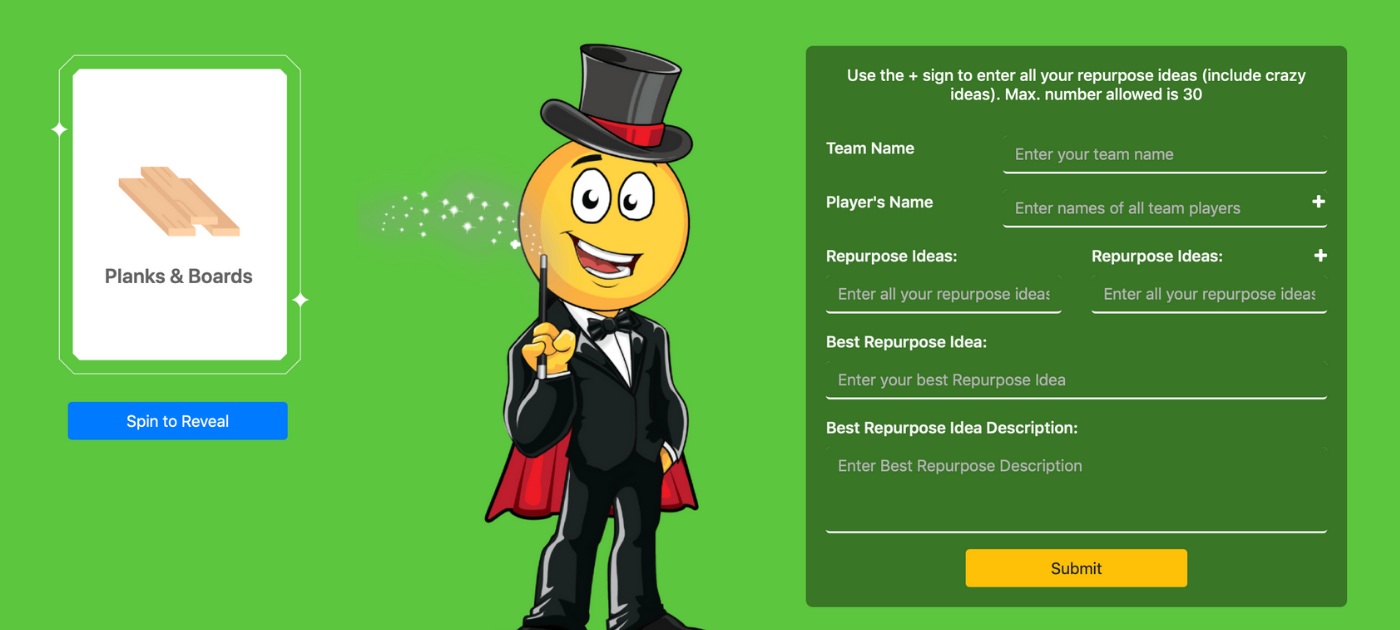 Planks & Boards
Spin to Reveal
Use the + sign to enter all your repurpose ideas (include crazy
ideas). Max. number allowed is 30
Team Name
Enter your team name
Player's Name
Enter names of all team players
Repurpose Ideas:
Repurpose Ideas:
Enter all your repurpose ideas
Enter all your repurpose ideas
Best Repurpose Idea:
Enter your best Repurpose Idea
Best Repurpose Idea Description:
Enter Best Repurpose Description
Submit